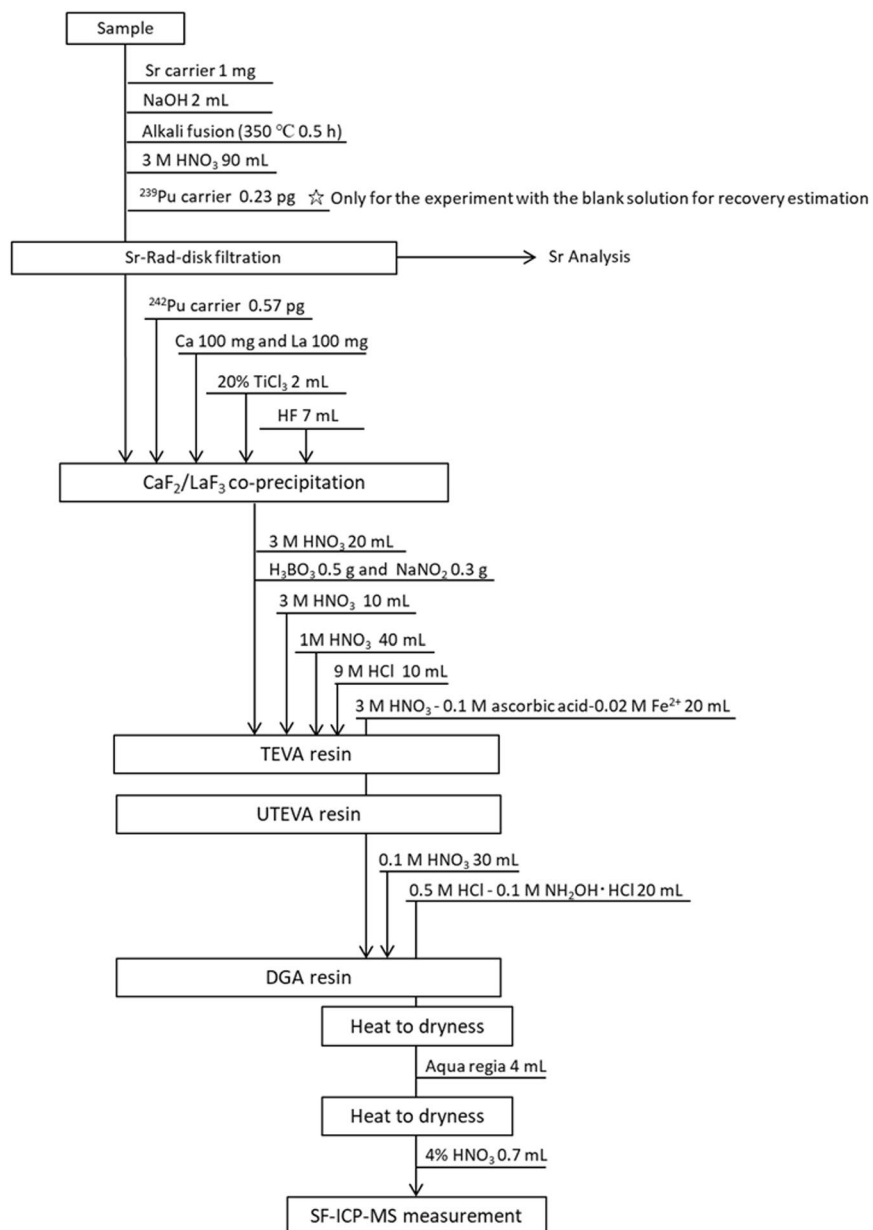 Sample
Sr carrier 1 mg
NaOH 2 mL
Alkali fusion (350 ℃ 0.5 h)
3 M HNO₃ 90 mL
²³⁹Pu carrier 0.23 pg ☆ Only for the experiment with the blank solution for recovery estimation
Sr-Rad-disk filtration
Sr Analysis
²⁴²Pu carrier 0.57 pg
Ca 100 mg and La 100 mg
20% TiCl₃ 2 mL
HF 7 mL
CaF₂/LaF₃ co-precipitation
3 M HNO₃ 20 mL
H₃BO₃ 0.5 g and NaNO₂ 0.3 g
3 M HNO₃ 10 mL
1M HNO₃ 40 mL
9 M HCl 10 mL
3 M HNO₃ - 0.1 M ascorbic acid-0.02 M Fe²⁺ 20 mL
TEVA resin
UTEVA resin
0.1 M HNO₃ 30 mL
0.5 M HCl - 0.1 M NH₂OH・HCl 20 mL
DGA resin
Heat to dryness
Aqua regia 4 mL
Heat to dryness
4% HNO₃ 0.7 mL
SF-ICP-MS measurement